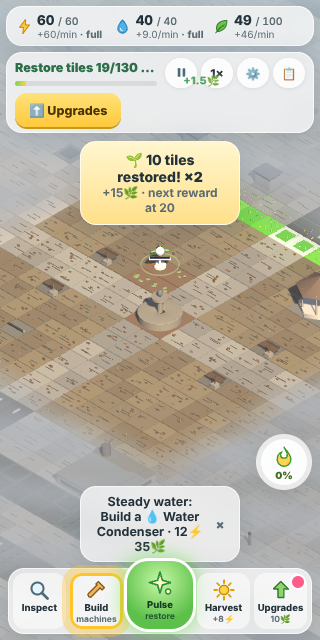 60 / 60
+60/min · full
40 / 40
+9.0/min · full
49 / 100
+46/min
Restore tiles 19/130 ...
1×
+1.5
Upgrades
10 tiles
restored! ×2
+15 · next reward
at 20
0%
Steady water:
Build a 💧 Water
Condenser · 12⚡
35🌿
×
Inspect
Build
machines
Pulse
restore
Harvest
+8⚡
Upgrades
10🌿